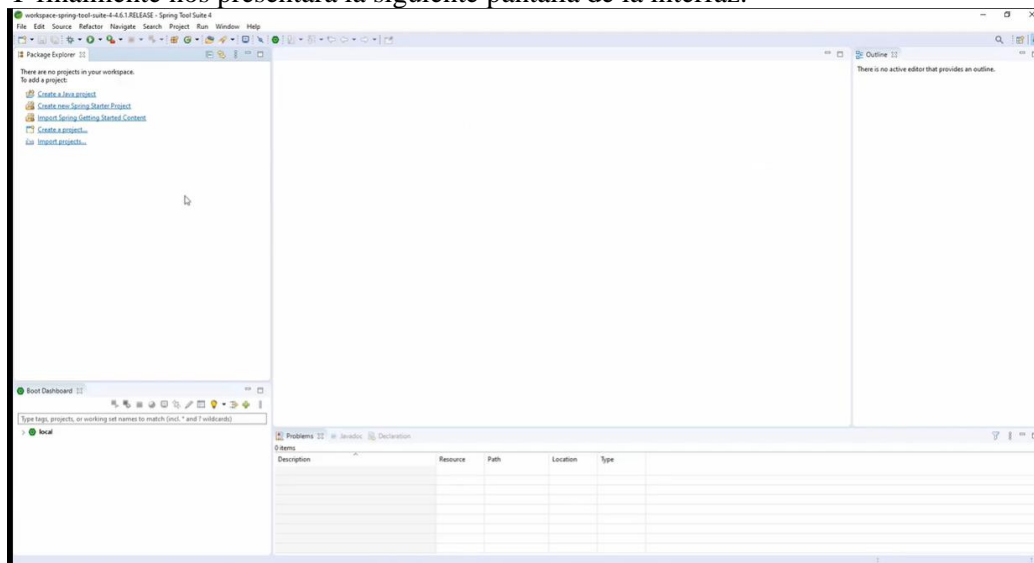 Y finalmente nos presentará la siguiente pantalla de la interfaz.
workspace-spring-tool-suite-4-4.6.1.RELEASE - Spring Tool Suite 4
File Edit Source Refactor Navigate Search Project Run Window Help
Package Explorer
Outline
There are no projects in your workspace.
To add a project:
There is no active editor that provides an outline.
Create a Java project
Create new Spring Starter Project
Import Spring Getting Started Content
Create a project...
Import projects...
Boot Dashboard
Type tags, projects, or working set names to match (incl. * and ? wildcards)
local
Problems Javadoc Declaration
0 items
Description Resource Path Location Type